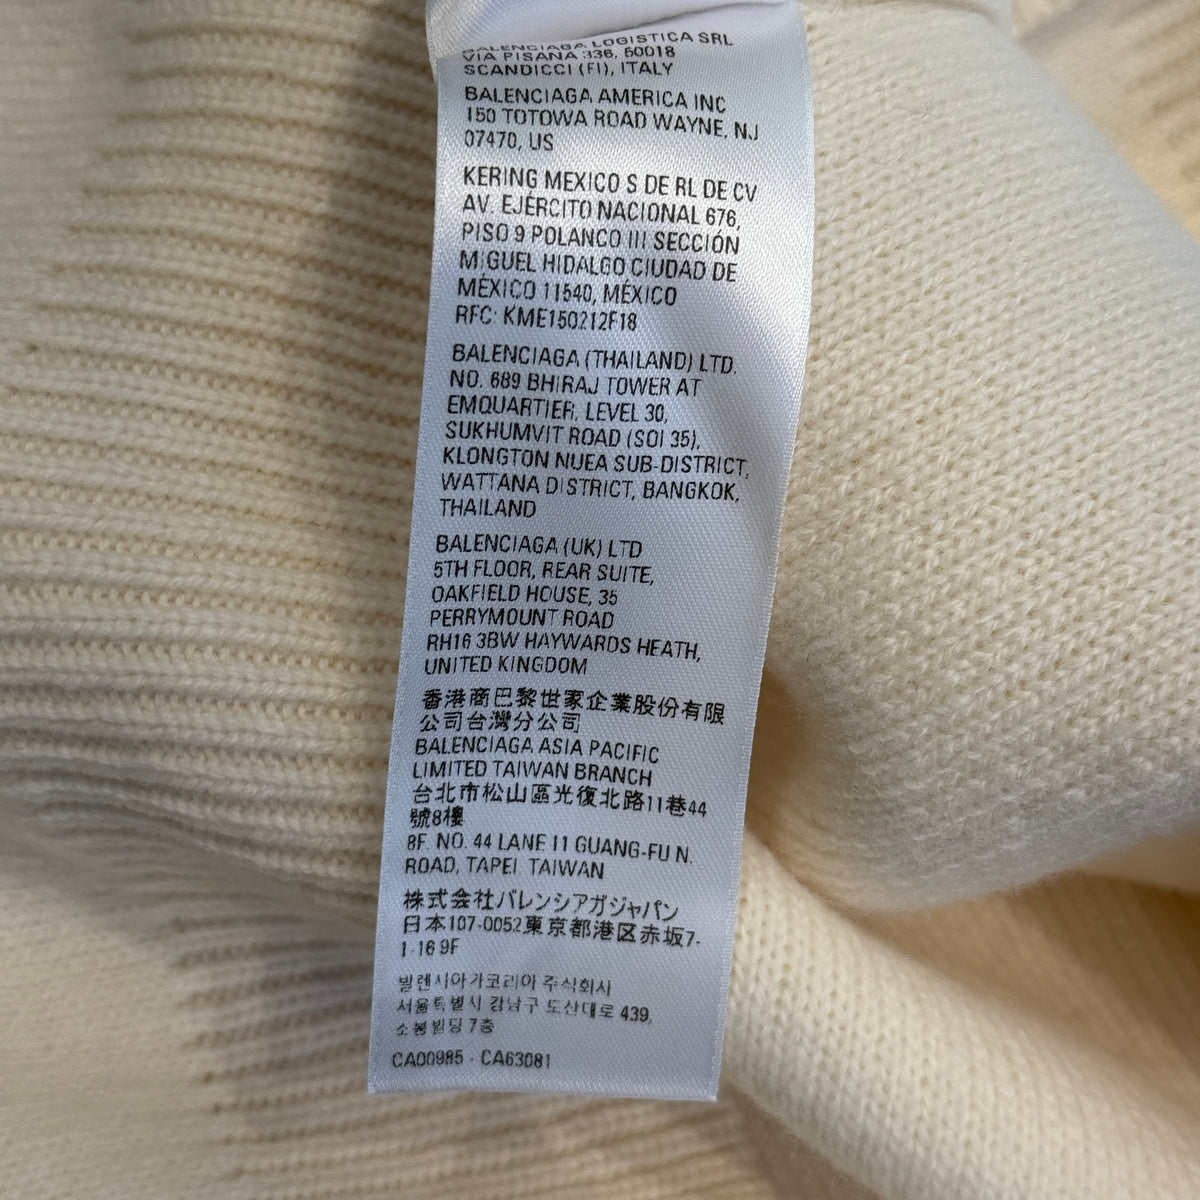 BALENCIAGA LOGISTICA SRL
VIA PISANA 336, 50018
SCANDICCI (FI), ITALY
BALENCIAGA AMERICA INC
150 TOTOWA ROAD WAYNE, NJ
07470, US
KERING MEXICO S DE RL DE CV
AV. EJÉRCITO NACIONAL 676,
PISO 9 POLANCO III SECCIÓN
MIGUEL HIDALGO CIUDAD DE
MÉXICO 11540, MÉXICO
RFC: KME150212F18
BALENCIAGA (THAILAND) LTD.
NO. 689 BHIRAJ TOWER AT
EMQUARTIER, LEVEL 30,
SUKHUMVIT ROAD (SOI 35),
KLONGTON NUEA SUB-DISTRICT,
WATTANA DISTRICT, BANGKOK,
THAILAND
BALENCIAGA (UK) LTD
5TH FLOOR, REAR SUITE,
OAKFIELD HOUSE, 35
PERRYMOUNT ROAD
RH16 3BW HAYWARDS HEATH,
UNITED KINGDOM
香港商巴黎世家企業股份有限
公司台灣分公司
BALENCIAGA ASIA PACIFIC
LIMITED TAIWAN BRANCH
台北市松山區光復北路11巷44
號8樓
8F. NO. 44 LANE 11 GUANG-FU N.
ROAD, TAPEI TAIWAN
株式会社バレンシアガジャパン
日本107-0052東京都港区赤坂7-
1-16 9F
발렌시아가코리아 주식회사
서울특별시 강남구 도산대로 439,
소봉빌딩 7층
CA00985 - CA63081